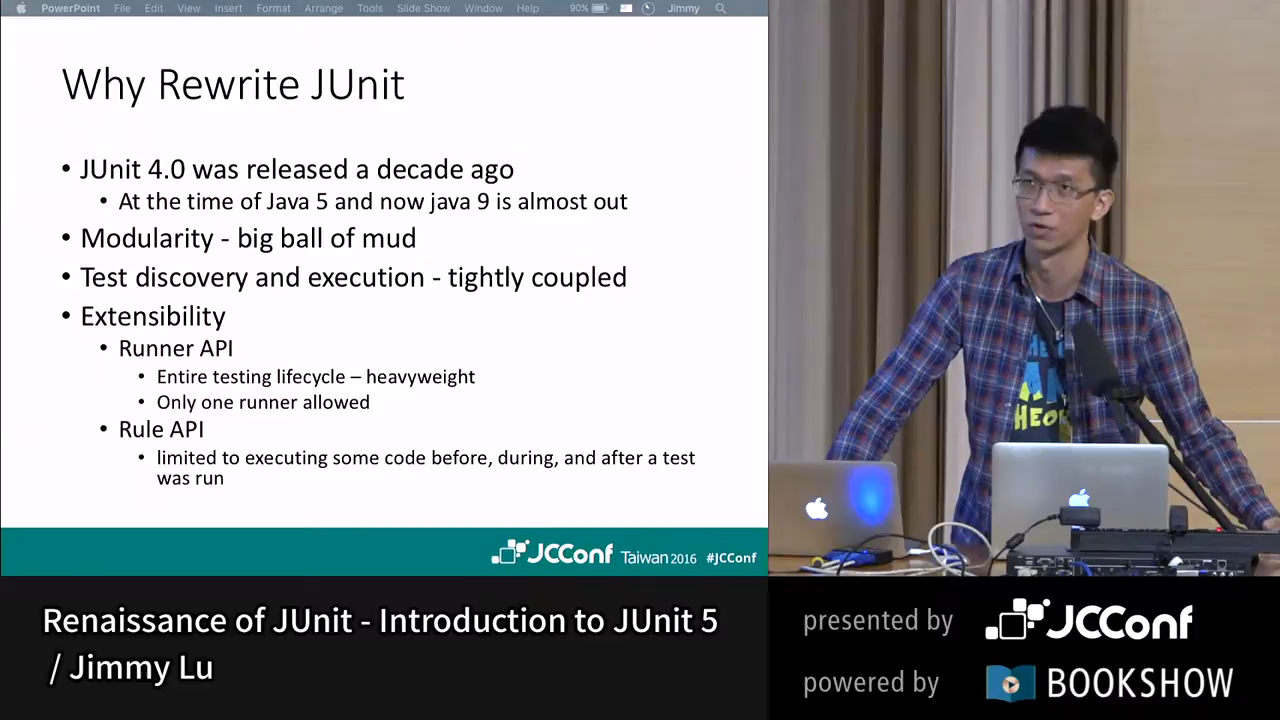 PowerPoint File Edit View Insert Format Arrange Tools Slide Show Window Help 90% Jimmy
Why Rewrite JUnit
• JUnit 4.0 was released a decade ago
• At the time of Java 5 and now java 9 is almost out
• Modularity - big ball of mud
• Test discovery and execution - tightly coupled
• Extensibility
• Runner API
• Entire testing lifecycle – heavyweight
• Only one runner allowed
• Rule API
• limited to executing some code before, during, and after a test
was run
JCConf Taiwan 2016 #JCConf
Renaissance of JUnit - Introduction to JUnit 5
/ Jimmy Lu
presented by JCConf
powered by BOOKSHOW